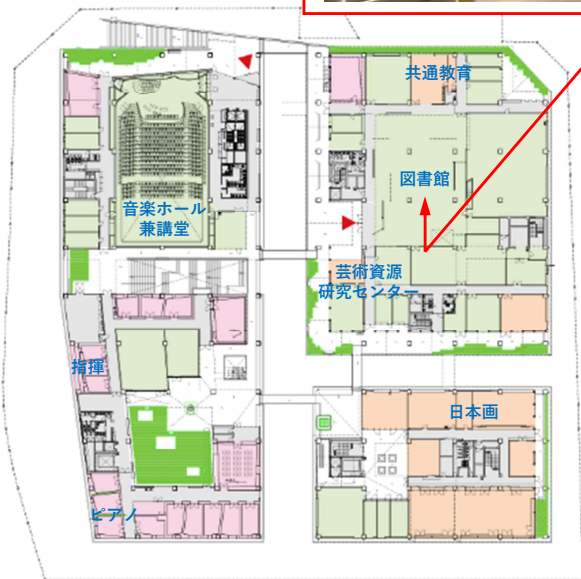 共通教育
図書館
音楽ホール
兼講堂
芸術資源
研究センター
指揮
日本画
ピアノ